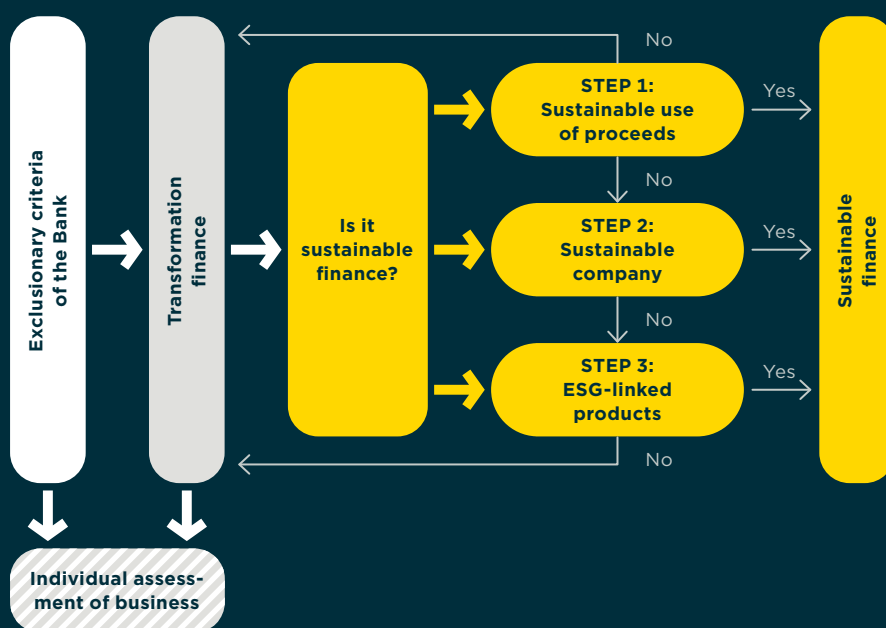 Exclusionary criteria
of the Bank
Transformation
finance
Is it
sustainable
finance?
No
STEP 1:
Sustainable use
of proceeds
Yes
No
STEP 2:
Sustainable
company
Yes
No
STEP 3:
ESG-linked
products
Yes
No
Sustainable
finance
Individual assess-
ment of business